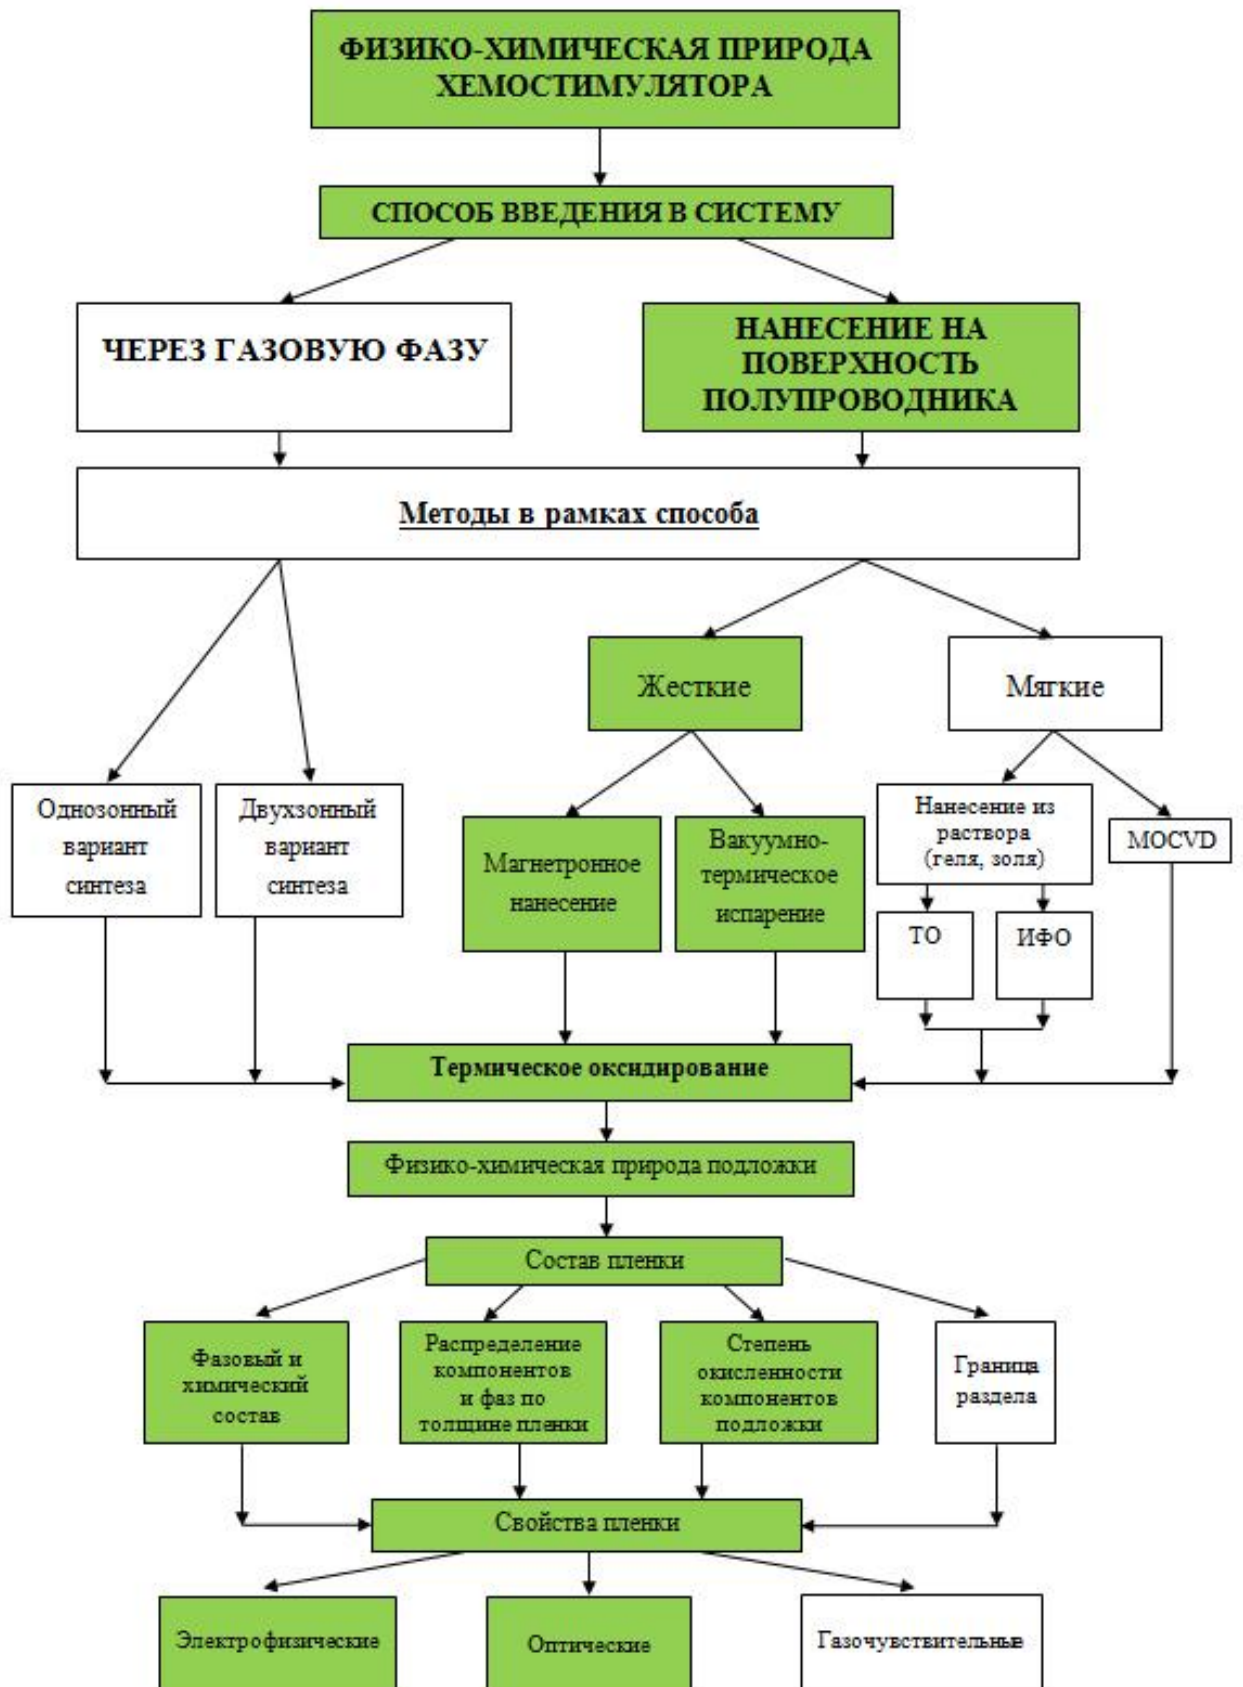 ФИЗИКО-ХИМИЧЕСКАЯ ПРИРОДА
ХЕМОСТИМУЛЯТОРА
СПОСОБ ВВЕДЕНИЯ В СИСТЕМУ
ЧЕРЕЗ ГАЗОВУЮ ФАЗУ
НАНЕСЕНИЕ НА
ПОВЕРХНОСТЬ
ПОЛУПРОВОДНИКА
Методы в рамках способа
Жесткие
Мягкие
Однозонный
вариант
синтеза
Двухзонный
вариант
синтеза
Магнетронное
нанесение
Вакуумно-
термическое
испарение
Нанесение из
раствора
(геля, золя)
MOCVD
ТО
ИФО
Термическое оксидирование
Физико-химическая природа подложки
Состав пленки
Фазовый и
химический
состав
Распределение
компонентов
и фаз по
толщине пленки
Степень
окисленности
компонентов
подложки
Граница
раздела
Свойства пленки
Электрофизические
Оптические
Газочувствительные